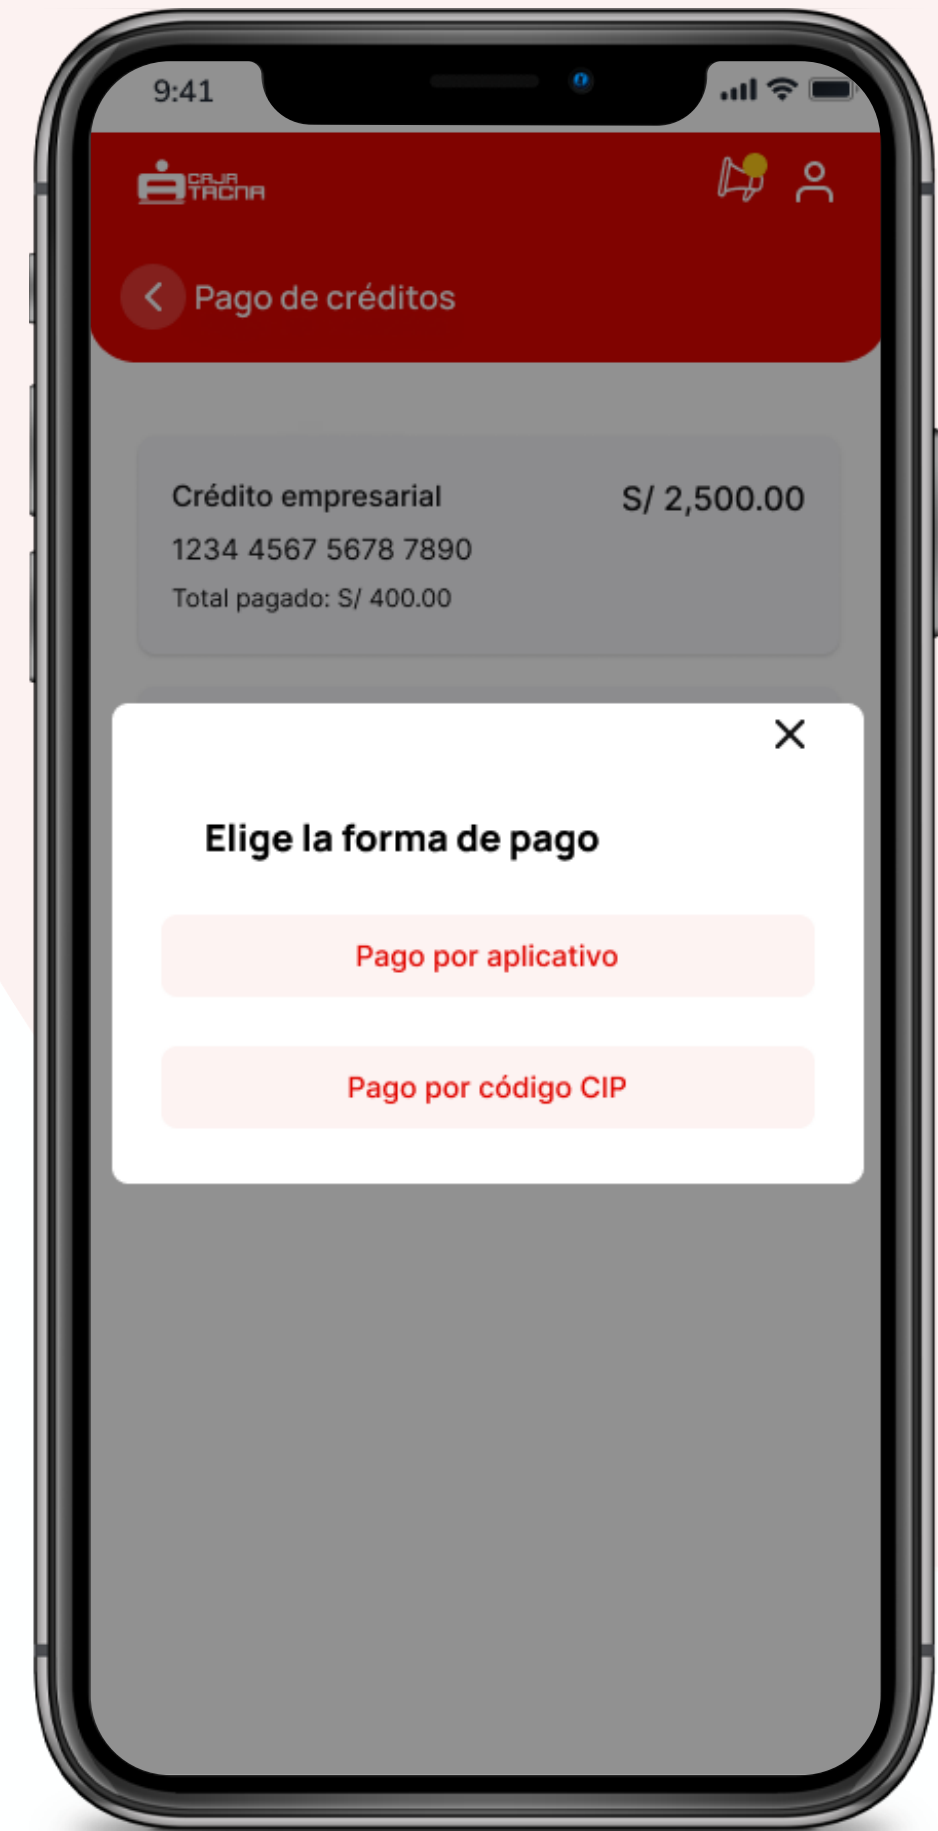 9:41
CAJA
TACNA
Pago de créditos
Crédito empresarial
S/ 2,500.00
1234 4567 5678 7890
Total pagado: S/ 400.00
Elige la forma de pago
Pago por aplicativo
Pago por código CIP